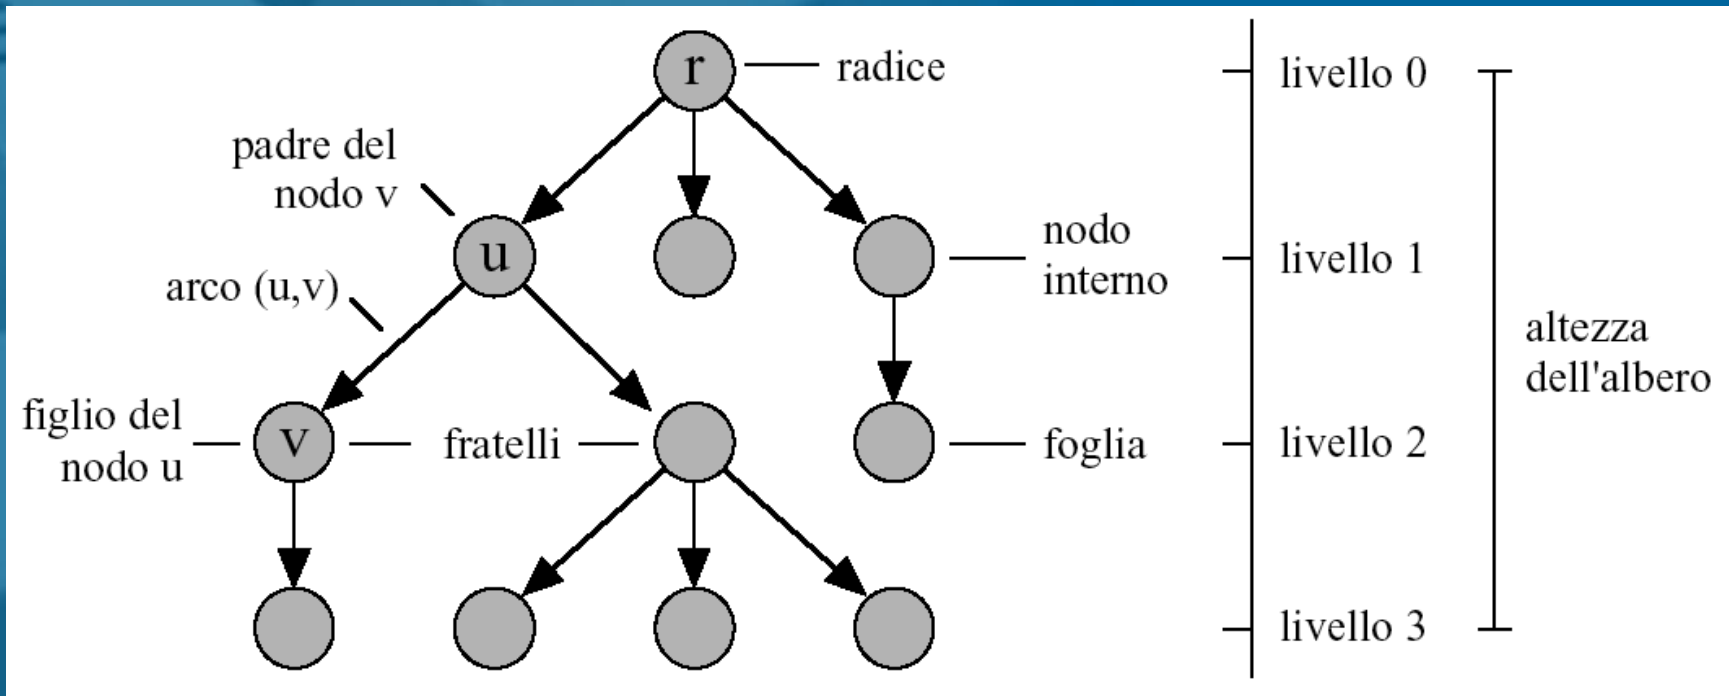 r
radice
livello 0
padre del
nodo v
u
nodo
interno
livello 1
arco (u,v)
altezza
dell'albero
figlio del
nodo u
v
fratelli
foglia
livello 2
livello 3